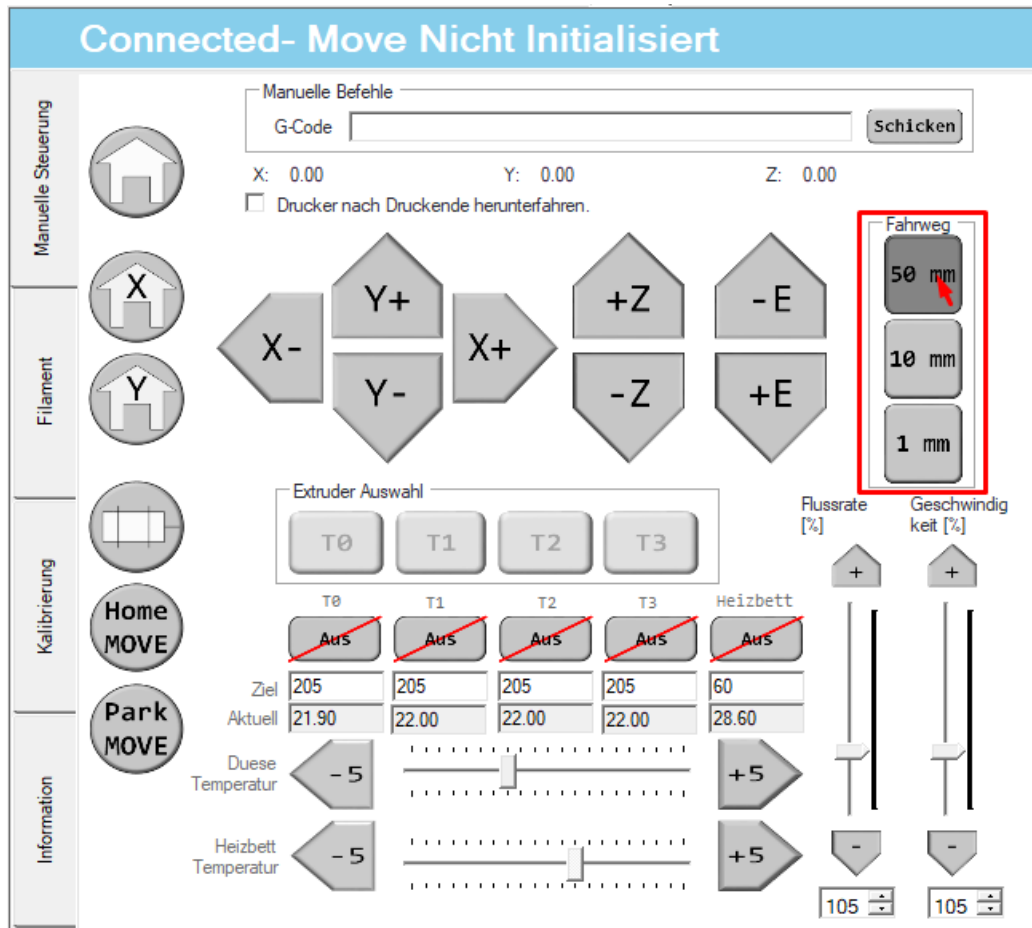 Connected- Move Nicht Initialisiert
Manuelle Steuerung
Filament
Kalibrierung
Information
Manuelle Befehle
G-Code
Schicken
X: 0.00 Y: 0.00 Z: 0.00
Drucker nach Druckende herunterfahren.
X
Y
Home
MOVE
Park
MOVE
X-
Y+
Y-
X+
+Z
-Z
-E
+E
Fahrweg
50 mm
10 mm
1 mm
Extruder Auswahl
T0 T1 T2 T3
T0 T1 T2 T3 Heizbett
Aus Aus Aus Aus Aus
Ziel 205 205 205 205 60
Aktuell 21.90 22.00 22.00 22.00 28.60
Duese
Temperatur
-5 +5
Heizbett
Temperatur
-5 +5
Flussrate
[%]
+
-
105
Geschwindig
keit [%]
+
-
105